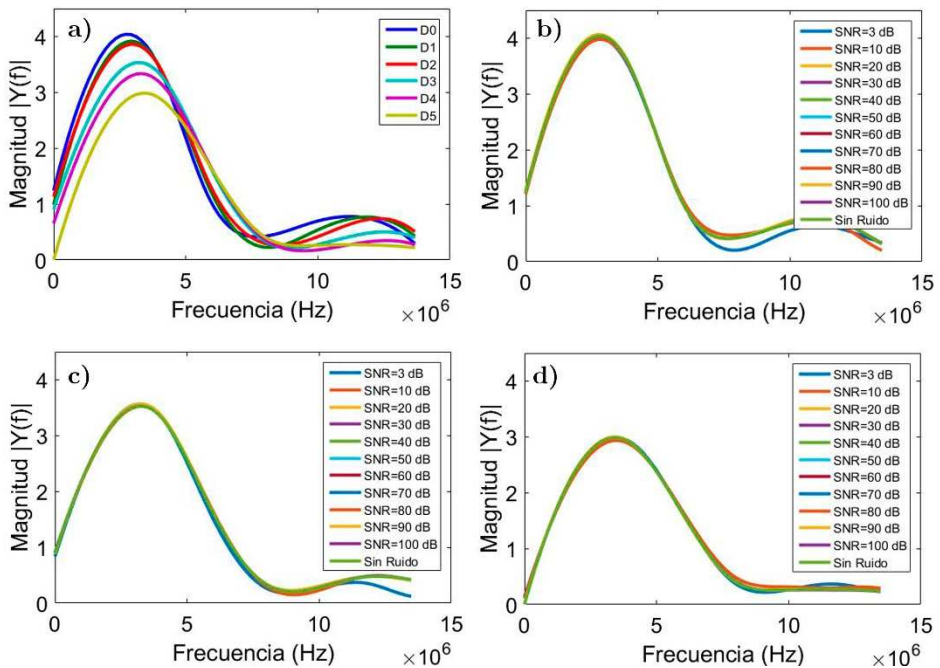 a)
4
3
2
1
0
Magnitud |Y(f)|
D0
D1
D2
D3
D4
D5
0
5
10
15
Frecuencia (Hz)
×10^6
b)
4
3
2
1
0
Magnitud |Y(f)|
SNR=3 dB
SNR=10 dB
SNR=20 dB
SNR=30 dB
SNR=40 dB
SNR=50 dB
SNR=60 dB
SNR=70 dB
SNR=80 dB
SNR=90 dB
SNR=100 dB
Sin Ruido
0
5
10
15
Frecuencia (Hz)
×10^6
c)
4
3
2
1
0
Magnitud |Y(f)|
SNR=3 dB
SNR=10 dB
SNR=20 dB
SNR=30 dB
SNR=40 dB
SNR=50 dB
SNR=60 dB
SNR=70 dB
SNR=80 dB
SNR=90 dB
SNR=100 dB
Sin Ruido
0
5
10
15
Frecuencia (Hz)
×10^6
d)
4
3
2
1
0
Magnitud |Y(f)|
SNR=3 dB
SNR=10 dB
SNR=20 dB
SNR=30 dB
SNR=40 dB
SNR=50 dB
SNR=60 dB
SNR=70 dB
SNR=80 dB
SNR=90 dB
SNR=100 dB
Sin Ruido
0
5
10
15
Frecuencia (Hz)
×10^6